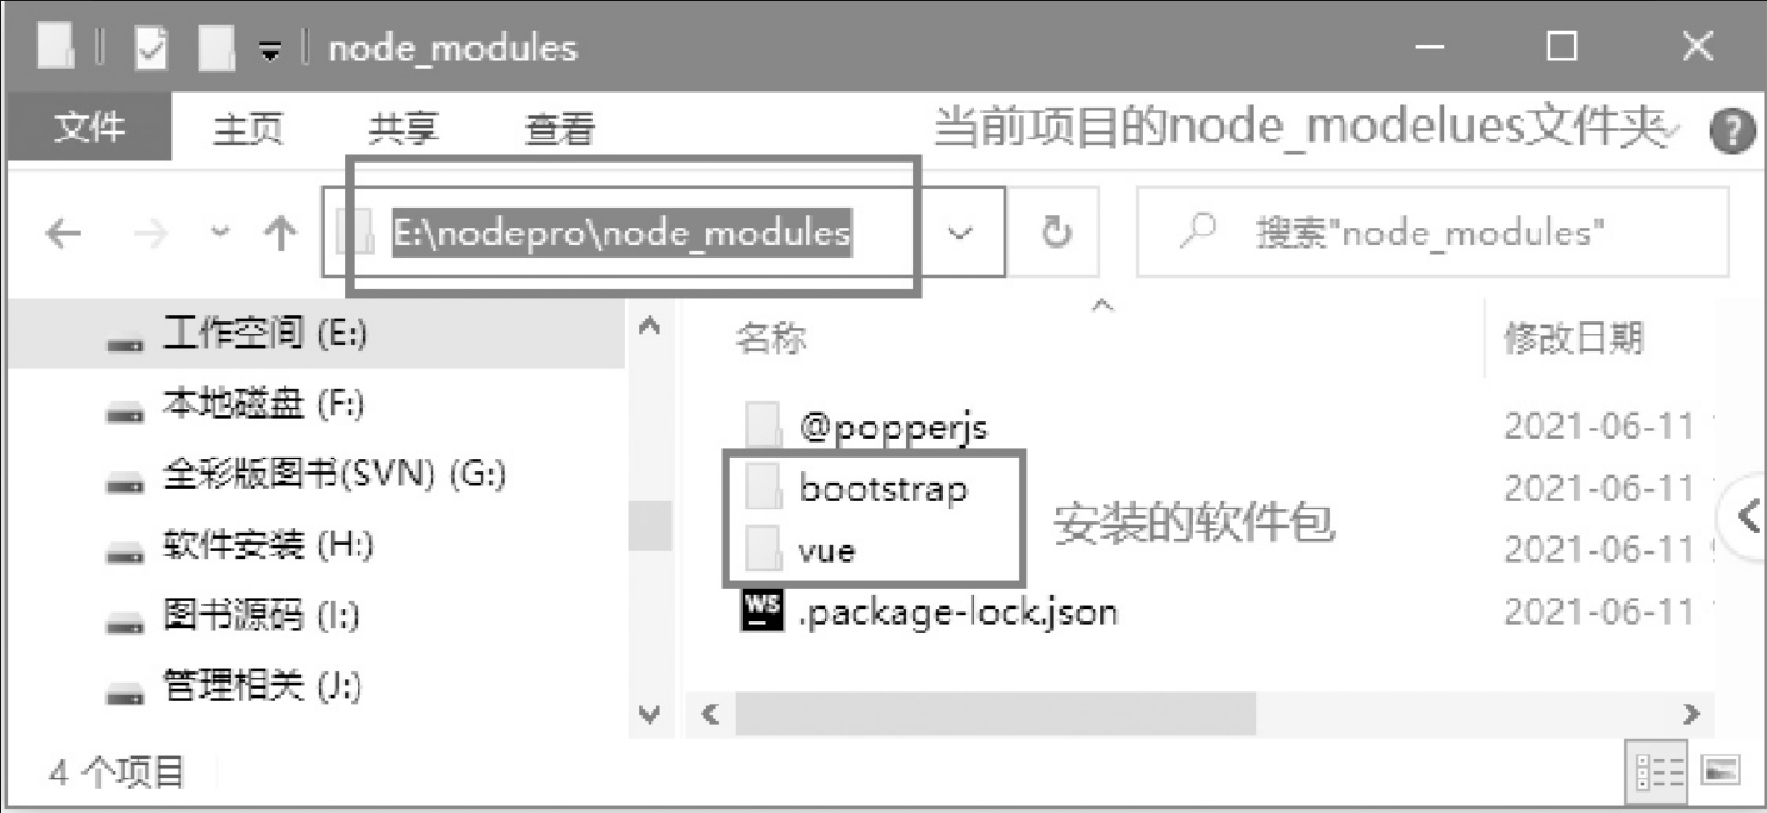 node_modules
文件 主页 共享 查看 当前项目的node_modelues文件夹 ?
E:\nodepro\node_modules 搜索"node_modules"
工作空间 (E:)
本地磁盘 (F:)
全彩版图书(SVN) (G:)
软件安装 (H:)
图书源码 (I:)
管理相关 (J:)
名称 修改日期
@popperjs 2021-06-11
bootstrap 2021-06-11
vue 2021-06-11
安装的软件包
WS .package-lock.json 2021-06-11
4 个项目